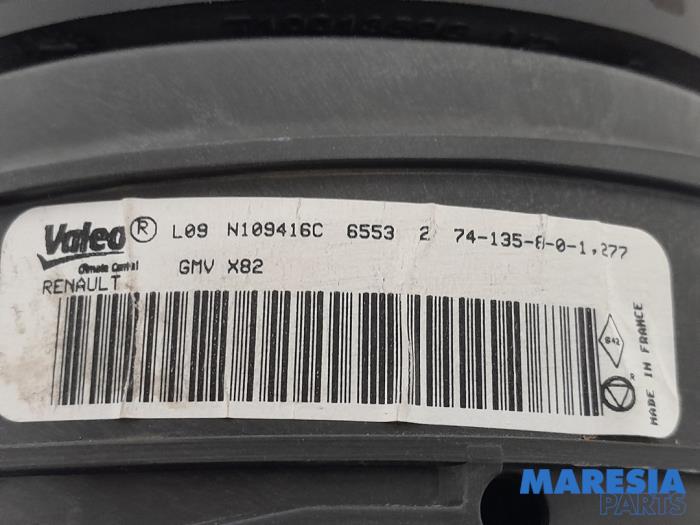 Valeo ® L09 N109416C 6553 2 74-135-8-0-1,277
Climate Control GMV X82
RENAULT
S42
R
MADE IN FRANCE
MARESIA
PARTS